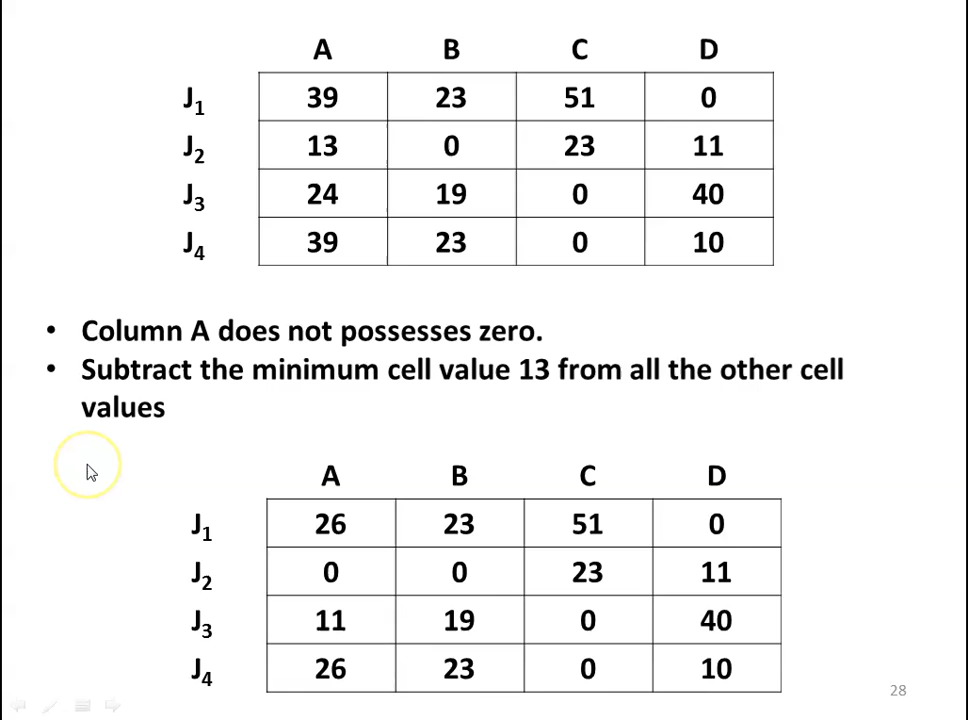 A B C D
J1 39 23 51 0
J2 13 0 23 11
J3 24 19 0 40
J4 39 23 0 10
• Column A does not possesses zero.
• Subtract the minimum cell value 13 from all the other cell
values
A B C D
J1 26 23 51 0
J2 0 0 23 11
J3 11 19 0 40
J4 26 23 0 10
28